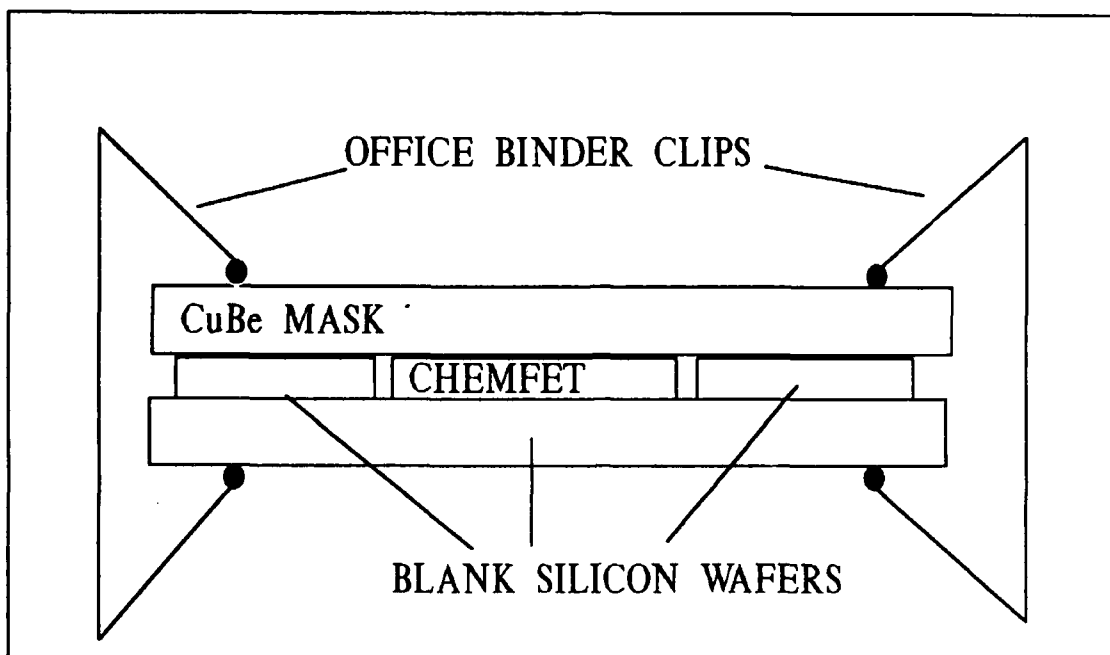 OFFICE BINDER CLIPS
CuBe MASK
CHEMFET
BLANK SILICON WAFERS